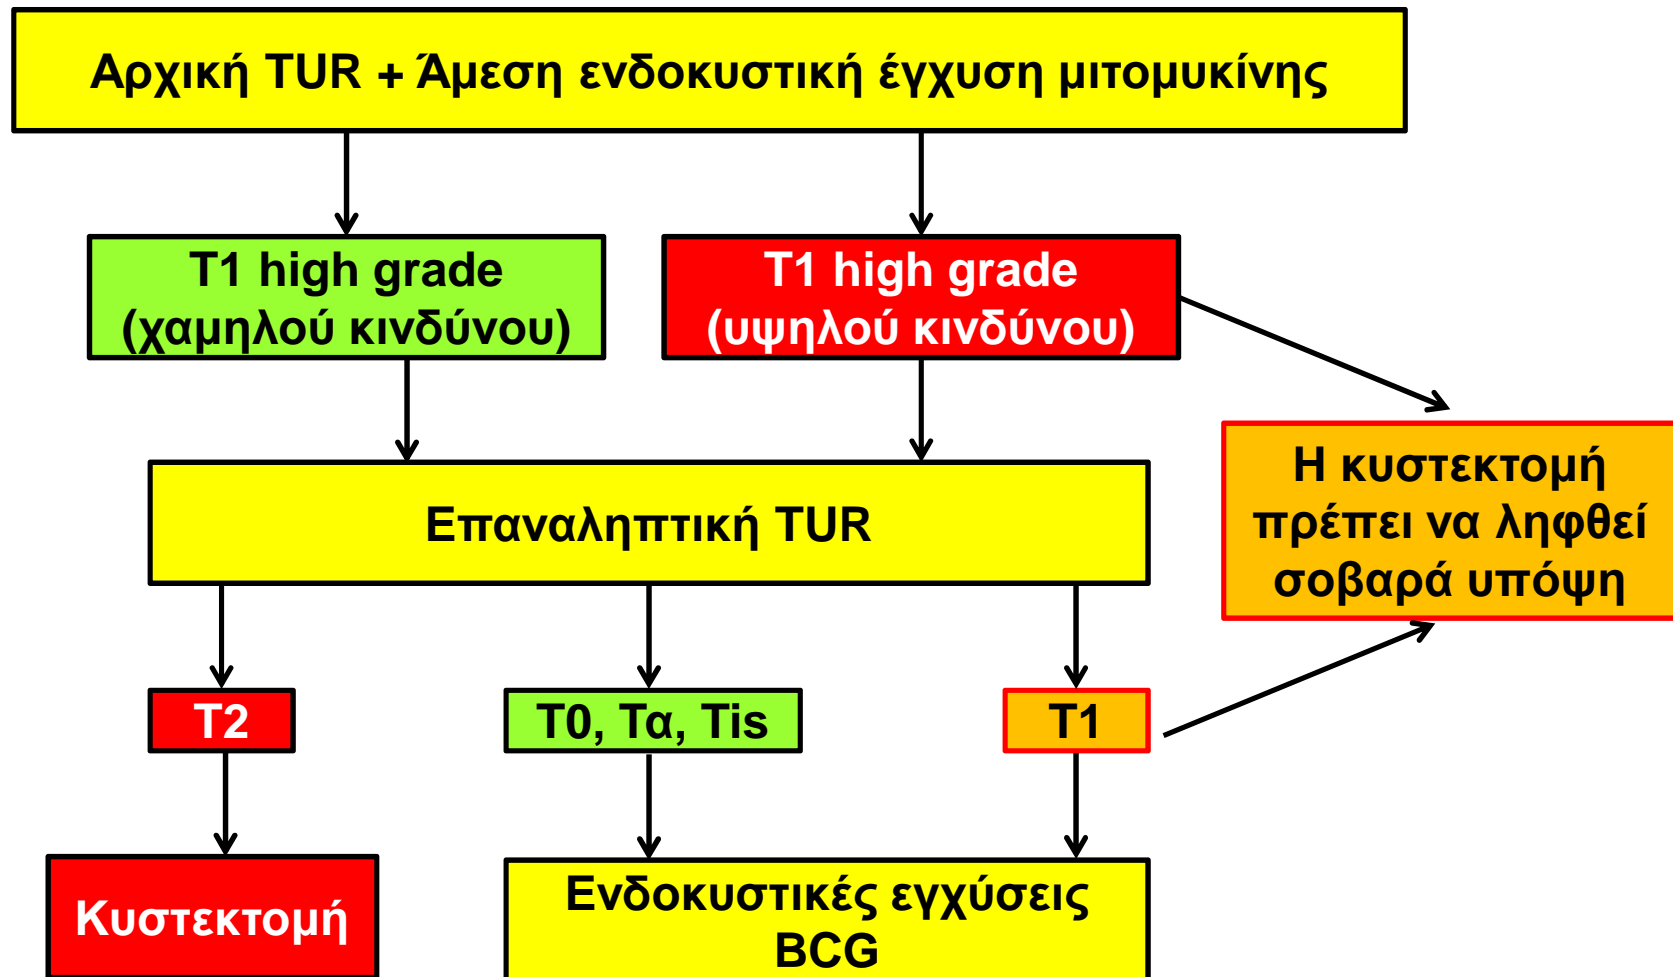 Αρχική TUR + Άμεση ενδοκυστική έγχυση μιτομυκίνης
T1 high grade
(χαμηλού κινδύνου)
T1 high grade
(υψηλού κινδύνου)
Η κυστεκτομή
πρέπει να ληφθεί
σοβαρά υπόψη
Επαναληπτική TUR
T2
T0, Tα, Tis
T1
Κυστεκτομή
Ενδοκυστικές εγχύσεις
BCG